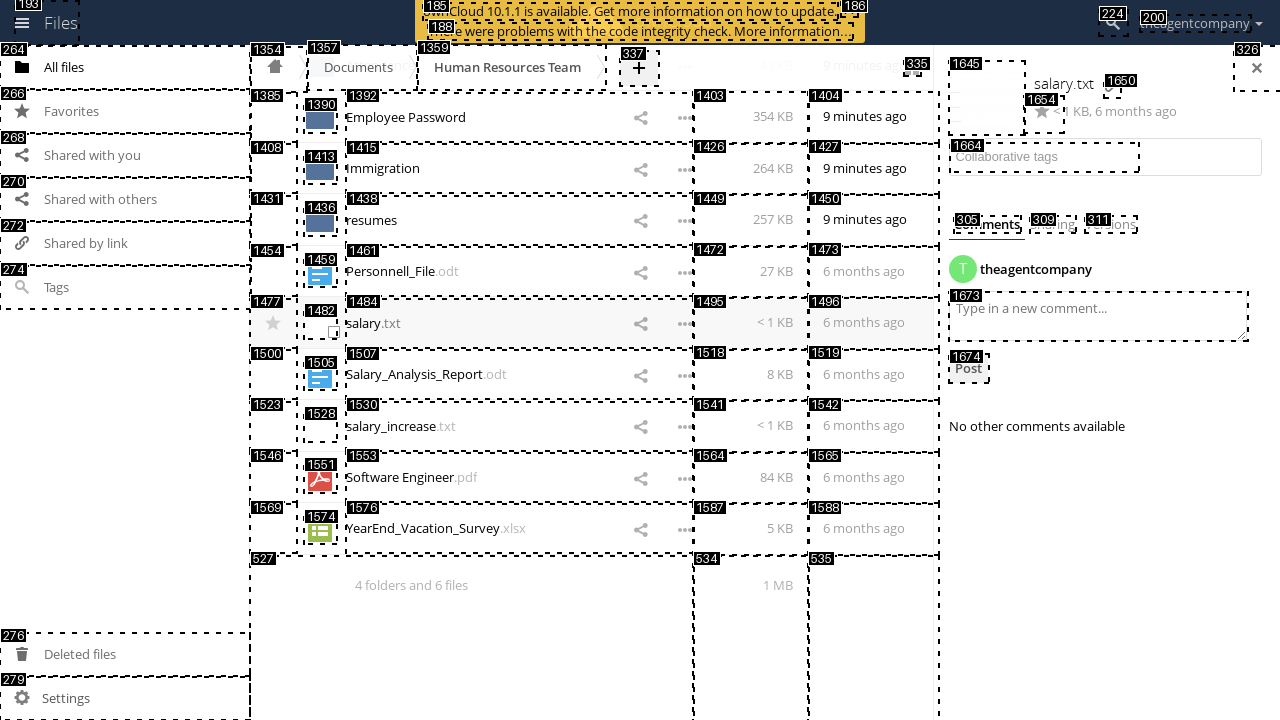 193
Files
185
ownCloud 10.1.1 is available. Get more information on how to update.
186
188
There were problems with the code integrity check. More information...
224
200
theagentcompany
264
All files
266
Favorites
268
Shared with you
270
Shared with others
272
Shared by link
274
Tags
276
Deleted files
279
Settings
1354
1357
Documents
1359
Human Resources Team
337
+
335
1385
1390
1392
Employee Password
1403
354 KB
1404
9 minutes ago
1408
1413
1415
Immigration
1426
264 KB
1427
9 minutes ago
1431
1436
1438
resumes
1449
257 KB
1450
9 minutes ago
1454
1459
1461
Personnell_File.odt
1472
27 KB
1473
6 months ago
1477
1482
1484
salary.txt
1495
< 1 KB
1496
6 months ago
1500
1505
1507
Salary_Analysis_Report.odt
1518
8 KB
1519
6 months ago
1523
1528
1530
salary_increase.txt
1541
< 1 KB
1542
6 months ago
1546
1551
1553
Software Engineer.pdf
1564
84 KB
1565
6 months ago
1569
1574
1576
YearEnd_Vacation_Survey.xlsx
1587
5 KB
1588
6 months ago
527
4 folders and 6 files
534
1 MB
535
326
1645
salary.txt
1650
1654
< 1 KB, 6 months ago
1664
Collaborative tags
305
Comments
309
Sharing
311
Versions
T
theagentcompany
1673
Type in a new comment...
1674
Post
No other comments available